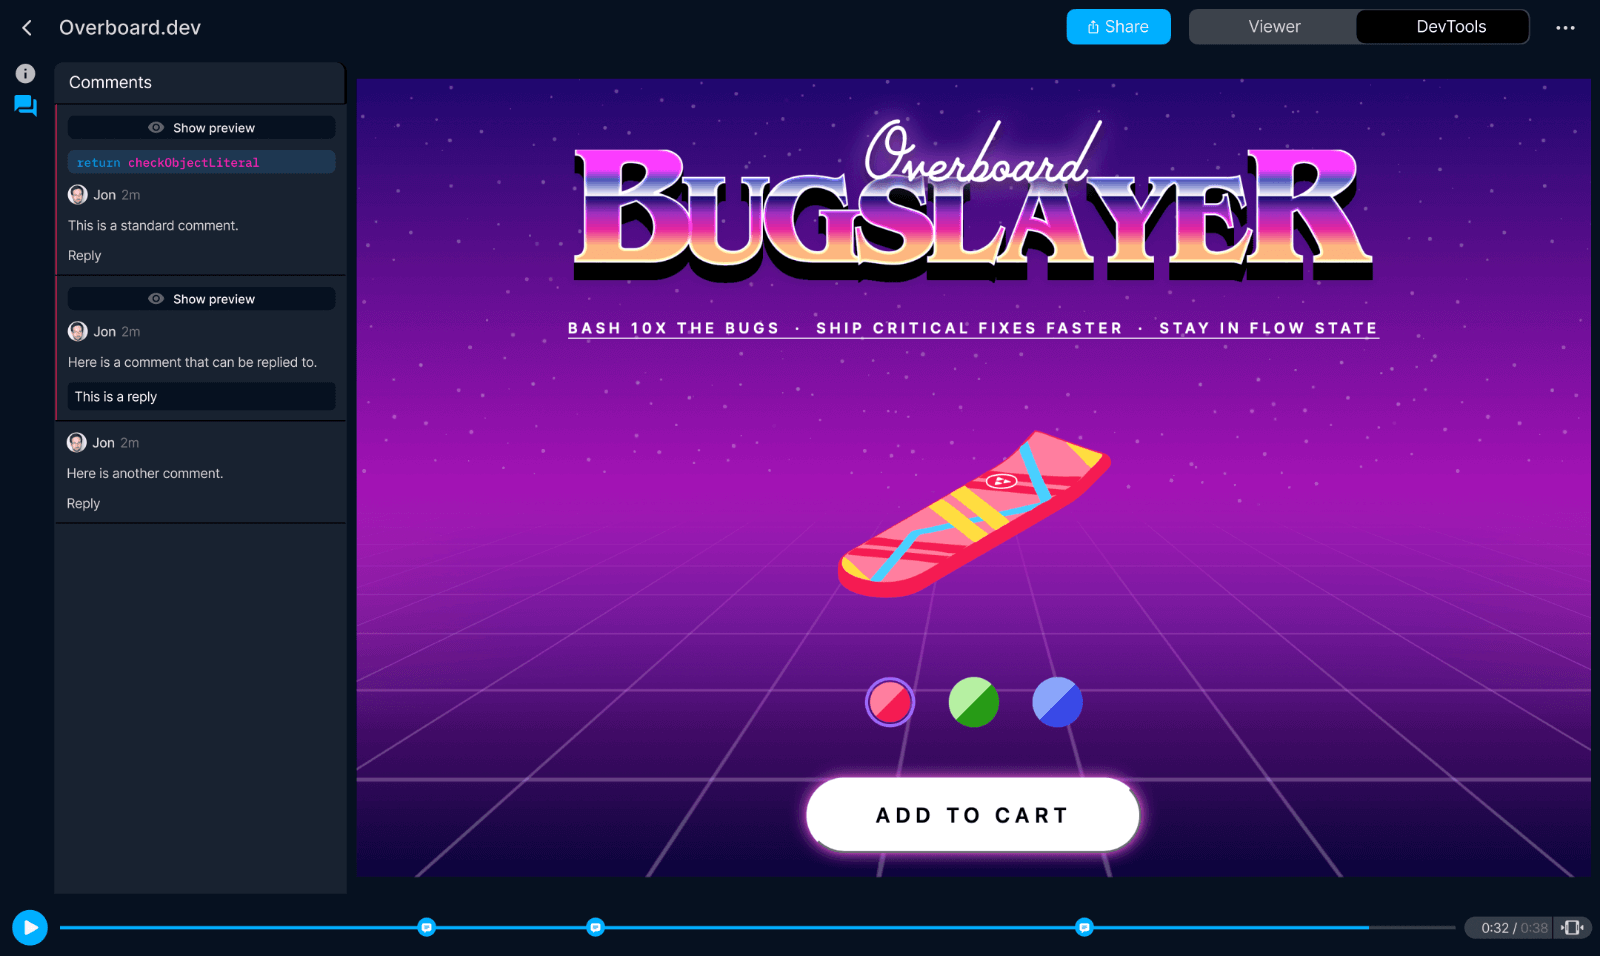 Overboard.dev
Share
Viewer
DevTools
Comments
Show preview
return checkObjectLiteral
Jon 2m
This is a standard comment.
Reply
Show preview
Jon 2m
Here is a comment that can be replied to.
This is a reply
Jon 2m
Here is another comment.
Reply
Overboard
BUGSLAYER
BASH 10X THE BUGS · SHIP CRITICAL FIXES FASTER · STAY IN FLOW STATE
ADD TO CART
0:32 / 0:38